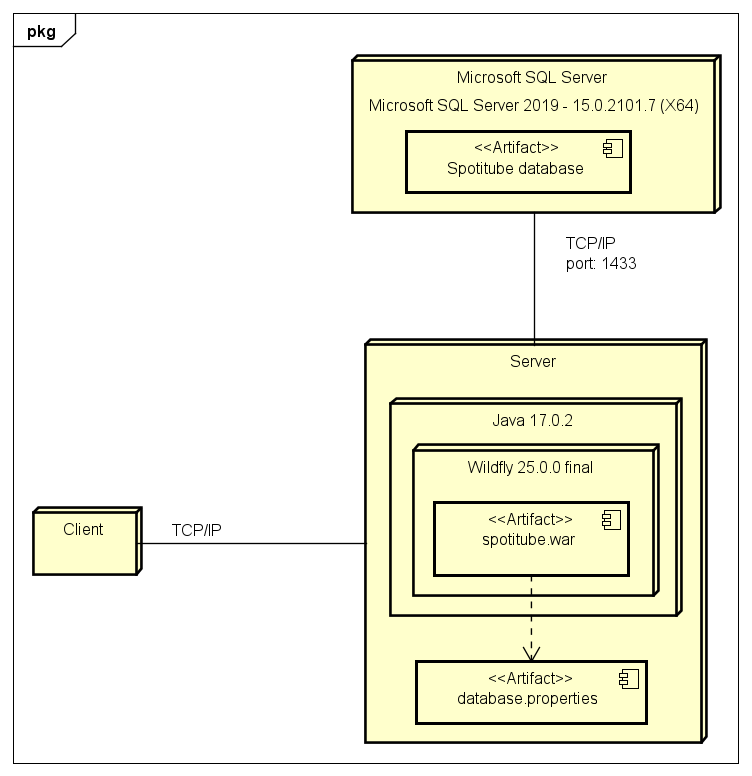 pkg
Microsoft SQL Server
Microsoft SQL Server 2019 - 15.0.2101.7 (X64)
<<Artifact>>
Spotitube database
TCP/IP
port: 1433
Server
Java 17.0.2
Wildfly 25.0.0 final
<<Artifact>>
spotitube.war
Client
TCP/IP
<<Artifact>>
database.properties